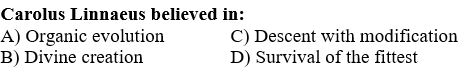 Carolus Linnaeus believed in:
A) Organic evolution C) Descent with modification
B) Divine creation D) Survival of the fittest